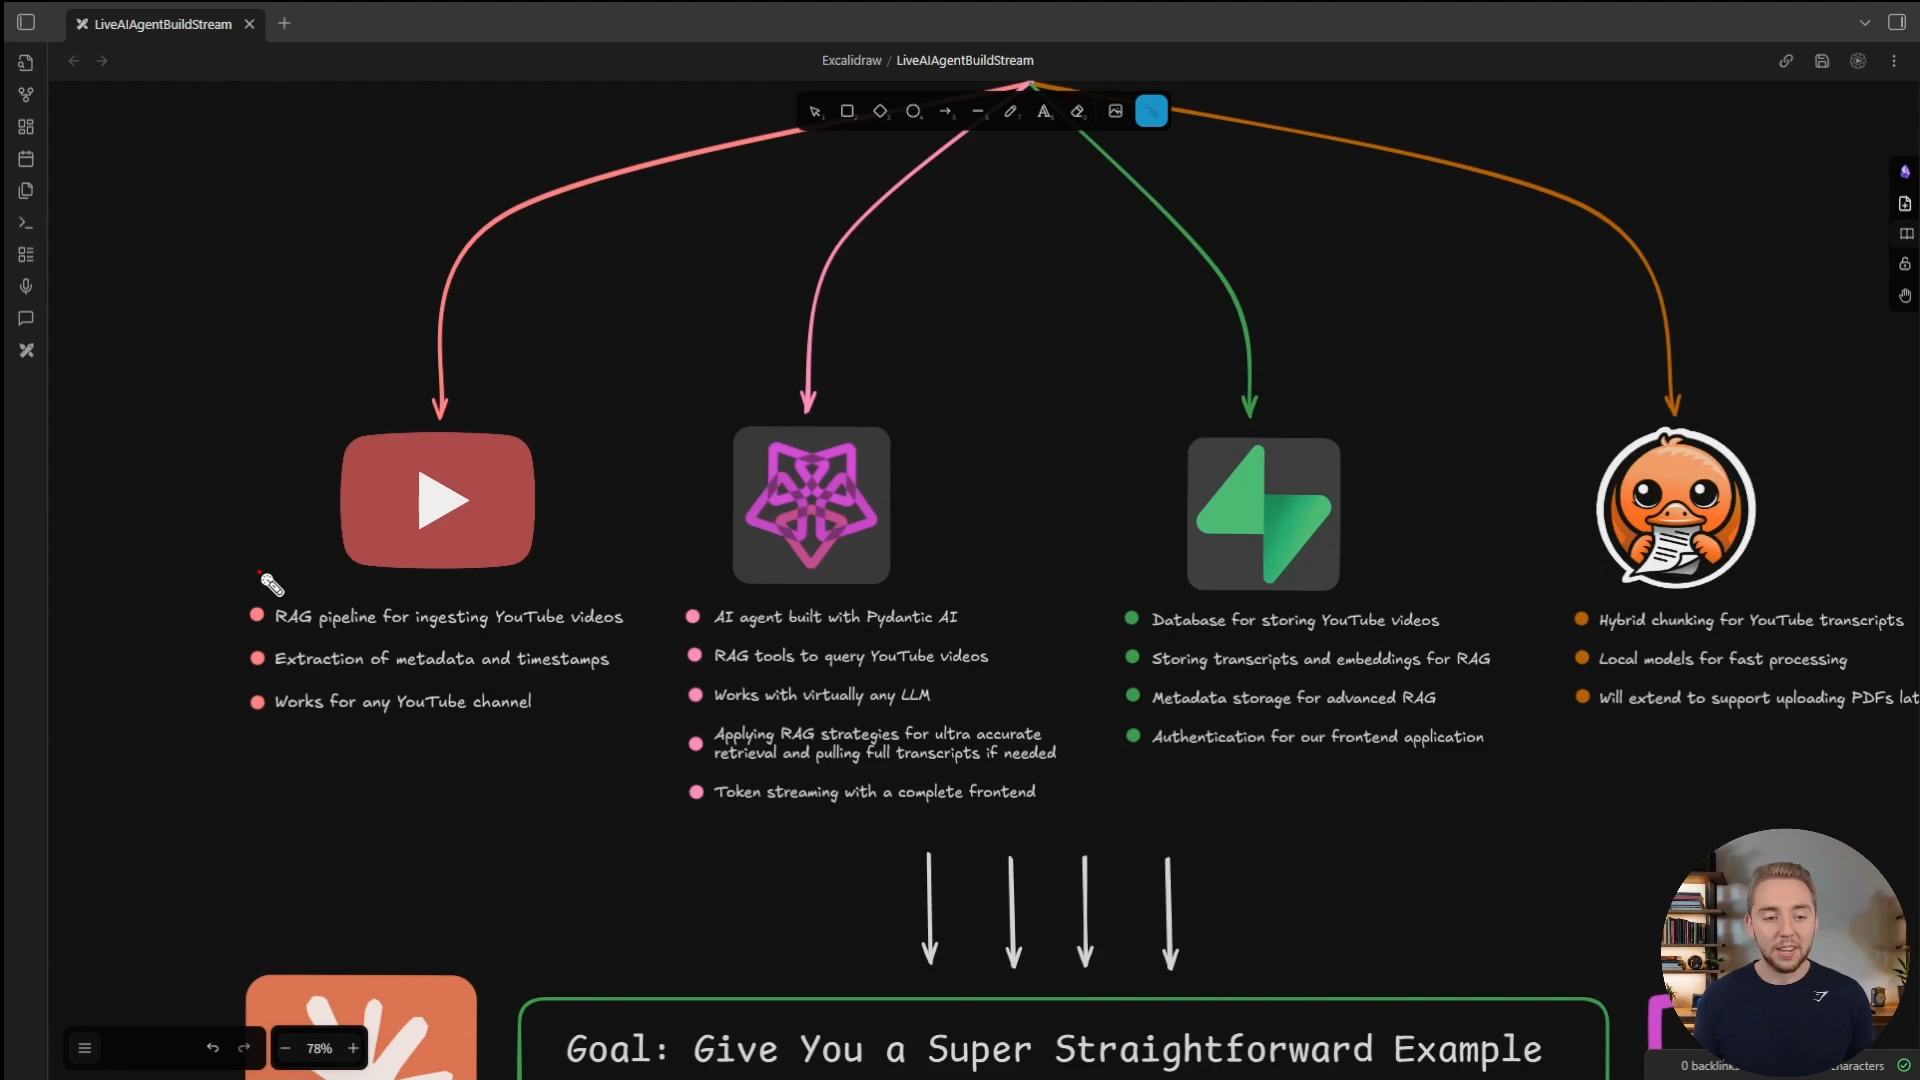 LiveAIAgentBuildStream
Excalidraw / LiveAIAgentBuildStream
RAG pipeline for ingesting YouTube videos
Extraction of metadata and timestamps
Works for any YouTube channel
AI agent built with Pydantic AI
RAG tools to query YouTube videos
Works with virtually any LLM
Applying RAG strategies for ultra accurate
retrieval and pulling full transcripts if needed
Token streaming with a complete frontend
Database for storing YouTube videos
Storing transcripts and embeddings for RAG
Metadata storage for advanced RAG
Authentication for our frontend application
Hybrid chunking for YouTube transcripts
Local models for fast processing
Will extend to support uploading PDFs lat
Goal: Give You a Super Straightforward Example
78%
0 backlink
characters